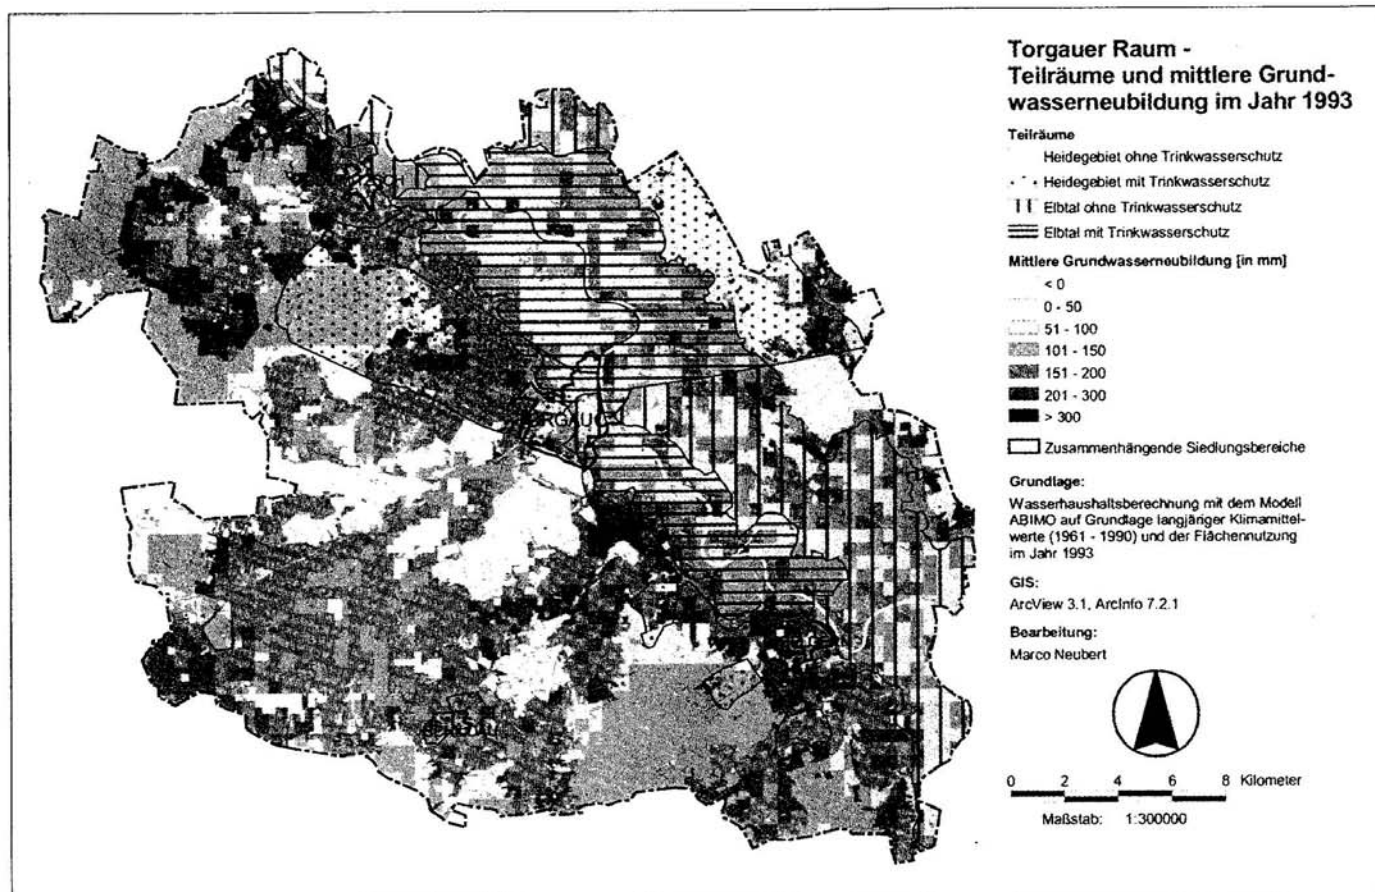 Torgauer Raum -
Teilräume und mittlere Grund-
wasserneubildung im Jahr 1993
Teilräume
Heidegebiet ohne Trinkwasserschutz
Heidegebiet mit Trinkwasserschutz
Elbtal ohne Trinkwasserschutz
Elbtal mit Trinkwasserschutz
Mittlere Grundwasserneubildung [in mm]
< 0
0 - 50
51 - 100
101 - 150
151 - 200
201 - 300
> 300
Zusammenhängende Siedlungsbereiche
Grundlage:
Wasserhaushaltsberechnung mit dem Modell
ABIMO auf Grundlage langjäriger Klimamittel-
werte (1961 - 1990) und der Flächennutzung
im Jahr 1993
GIS:
ArcView 3.1, ArcInfo 7.2.1
Bearbeitung:
Marco Neubert
0 2 4 6 8 Kilometer
Maßstab: 1:300000